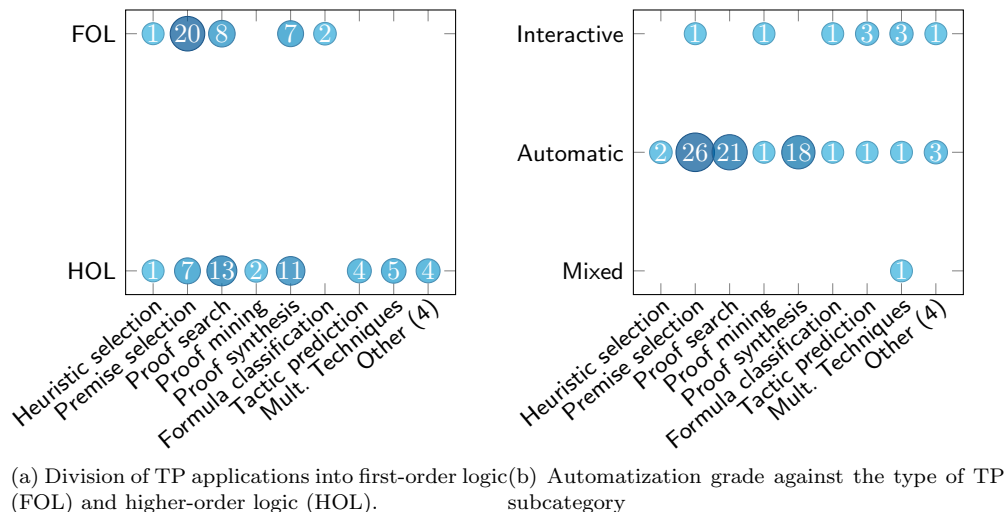 FOL
1 20 8 7 2
HOL
1 7 13 2 11 4 5 4
Heuristic selection
Premise selection
Proof search
Proof mining
Proof synthesis
Formula classification
Tactic prediction
Mult. Techniques
Other (4)
(a) Division of TP applications into first-order logic
(FOL) and higher-order logic (HOL).
Interactive
1 1 1 3 3 1
Automatic
2 26 21 1 18 1 1 1 3
Mixed
1
Heuristic selection
Premise selection
Proof search
Proof mining
Proof synthesis
Formula classification
Tactic prediction
Mult. Techniques
Other (4)
(b) Automatization grade against the type of TP
subcategory